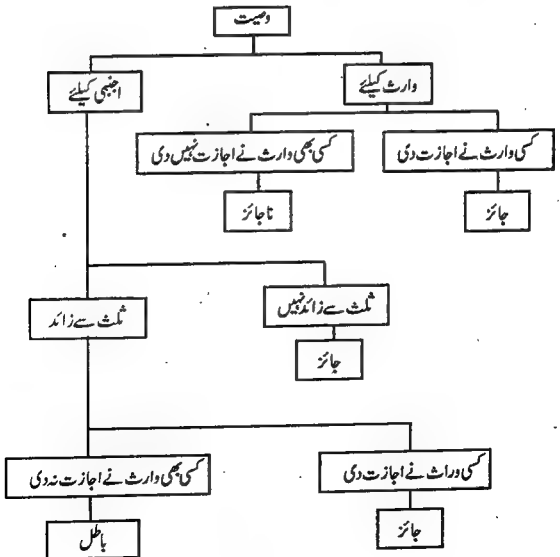 وصیت
وارث کیلئے
اجنبی کیلئے
کسی وارث نے اجازت دی
کسی بھی وارث نے اجازت نہیں دی
جائز
ناجائز
ثلث سے زائد نہیں
ثلث سے زائد
جائز
کسی وراث نے اجازت دی
کسی بھی وارث نے اجازت نہ دی
جائز
باطل